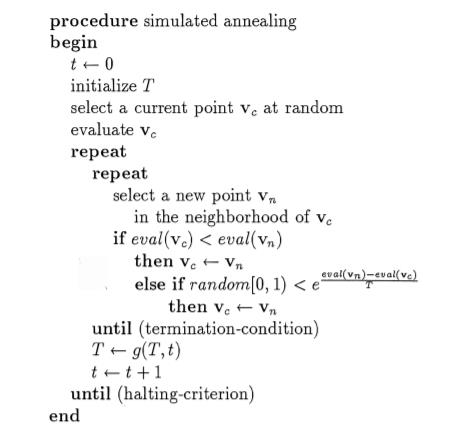 procedure simulated annealing
begin
t ← 0
initialize T
select a current point v_c at random
evaluate v_c
repeat
repeat
select a new point v_n
in the neighborhood of v_c
if eval(v_c) < eval(v_n)
then v_c ← v_n
else if random[0, 1) < e^{\frac{eval(v_n)-eval(v_c)}{T}}
then v_c ← v_n
until (termination-condition)
T ← g(T, t)
t ← t + 1
until (halting-criterion)
end